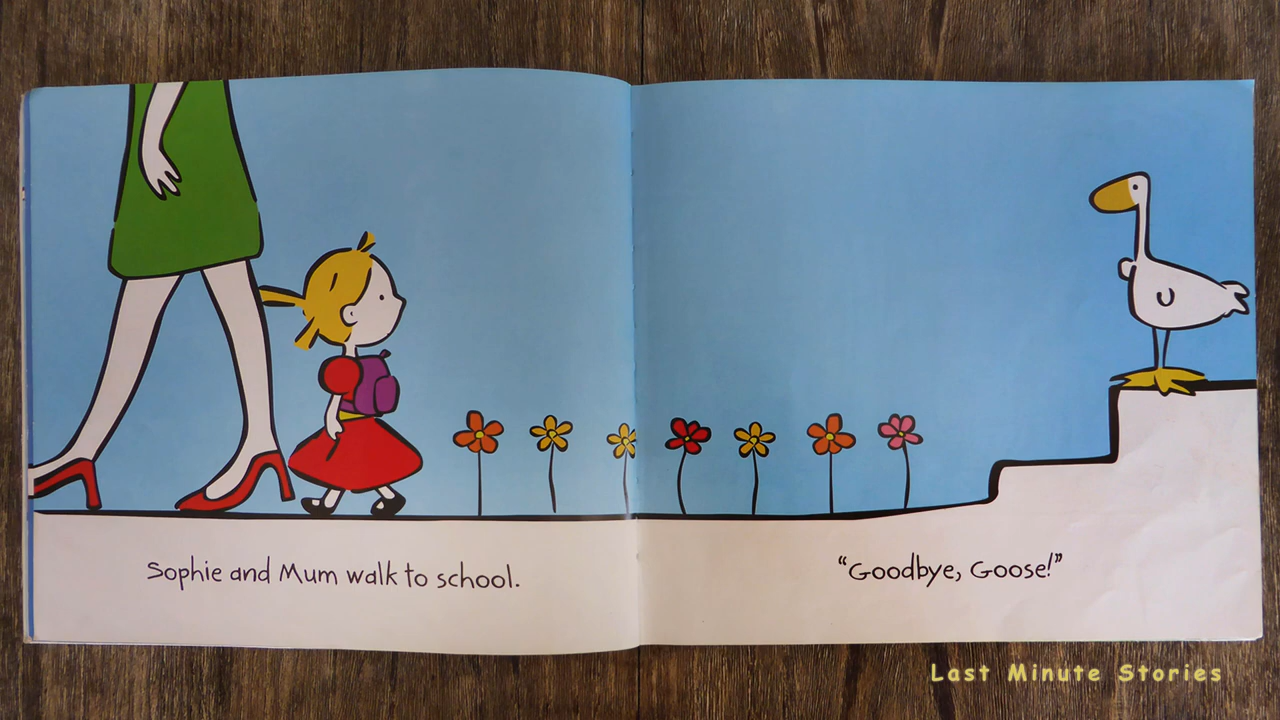 Sophie and Mum walk to school.
“Goodbye, Goose!”
Last Minute Stories